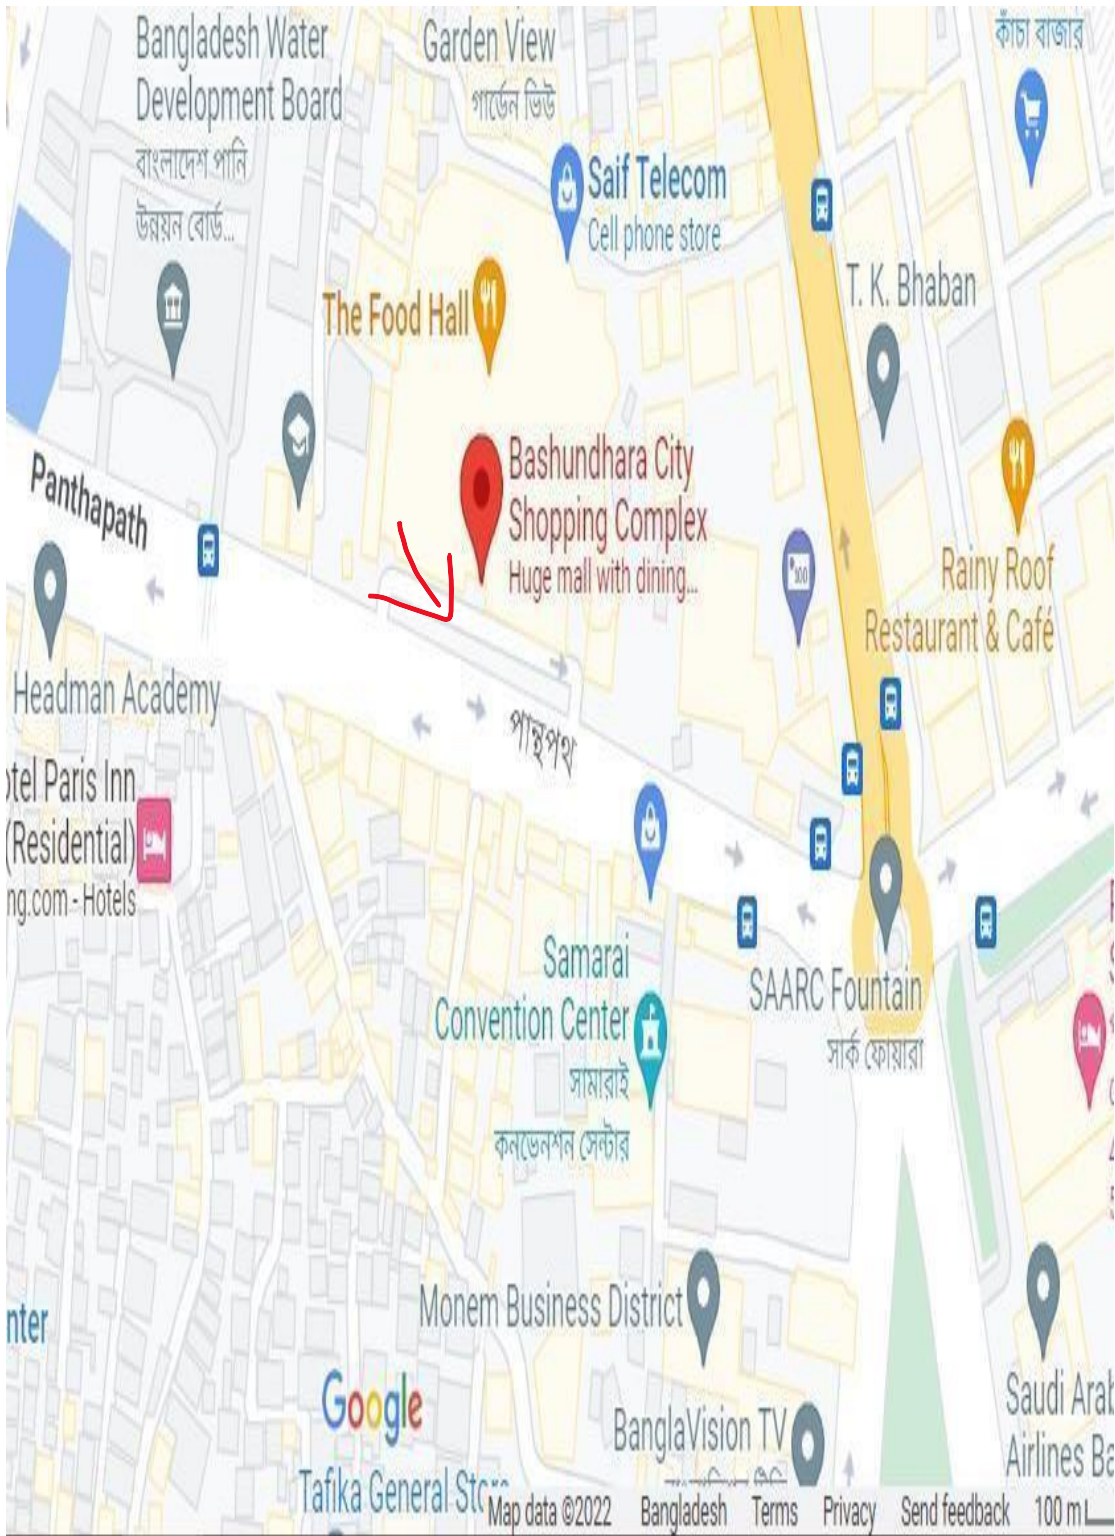 Bangladesh Water
Development Board
বাংলাদেশ পানি
উন্নয়ন বোর্ড...
Garden View
গার্ডেন ভিউ
কাঁচা বাজার
Saif Telecom
Cell phone store
The Food Hall
T. K. Bhaban
Panthapath
Bashundhara City
Shopping Complex
Huge mall with dining...
Rainy Roof
Restaurant & Café
Headman Academy
পান্থপথ
otel Paris Inn
(Residential)
ng.com - Hotels
Samarai
Convention Center
সামারাই
কনভেনশন সেন্টার
SAARC Fountain
সার্ক ফোয়ারা
Monem Business District
nter
Google
BanglaVision TV
Saudi Arab
Airlines Ba
Tafika General Store
Map data ©2022 Bangladesh Terms Privacy Send feedback 100 m